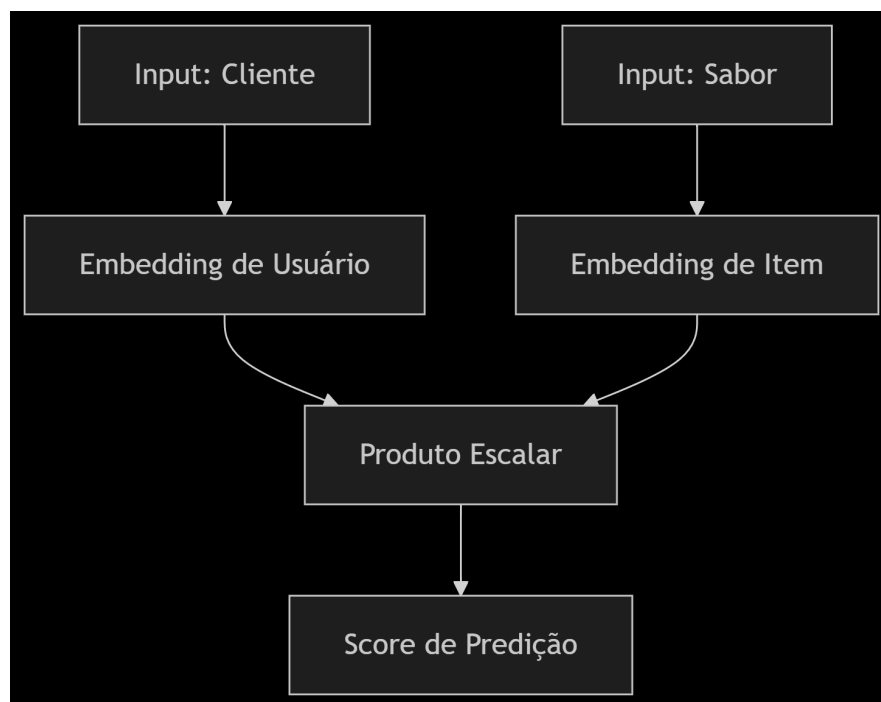 Input: Cliente
Input: Sabor
Embedding de Usuário
Embedding de Item
Produto Escalar
Score de Predição